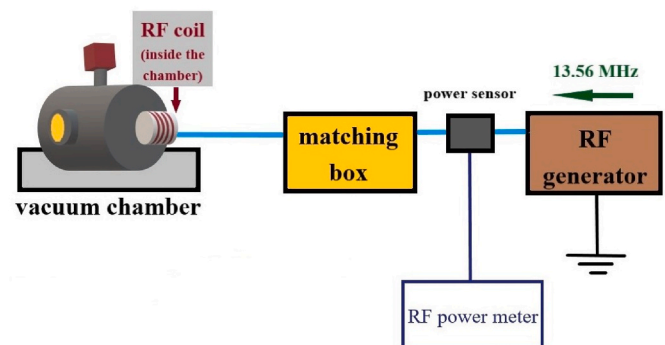 RF coil
(inside the
chamber)
13.56 MHz
power sensor
matching
box
RF
generator
vacuum chamber
RF power meter